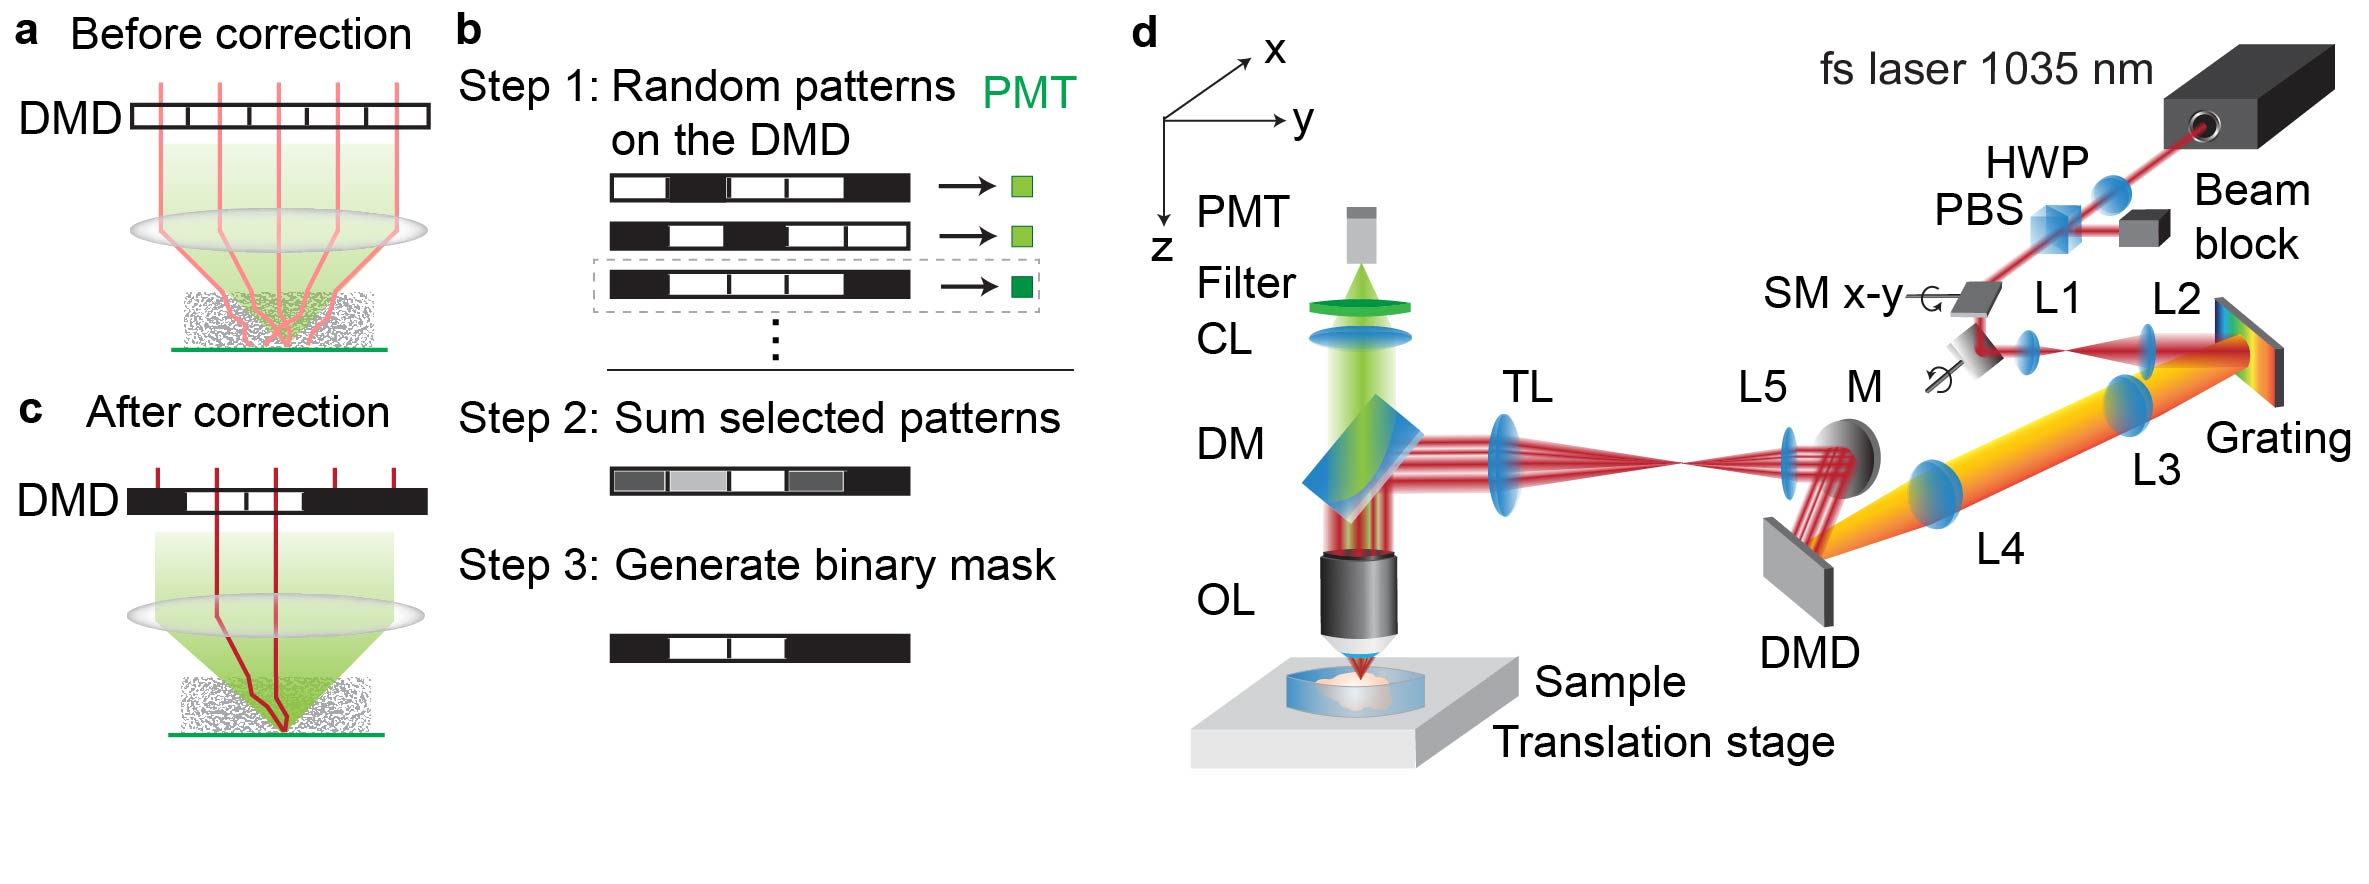 a Before correction
DMD
b
Step 1: Random patterns
on the DMD
PMT
Step 2: Sum selected patterns
Step 3: Generate binary mask
c After correction
DMD
d
x
y
z
fs laser 1035 nm
HWP
PBS
Beam
block
SM x-y
L1
L2
Grating
L3
L4
DMD
M
L5
TL
PMT
Filter
CL
DM
OL
Sample
Translation stage